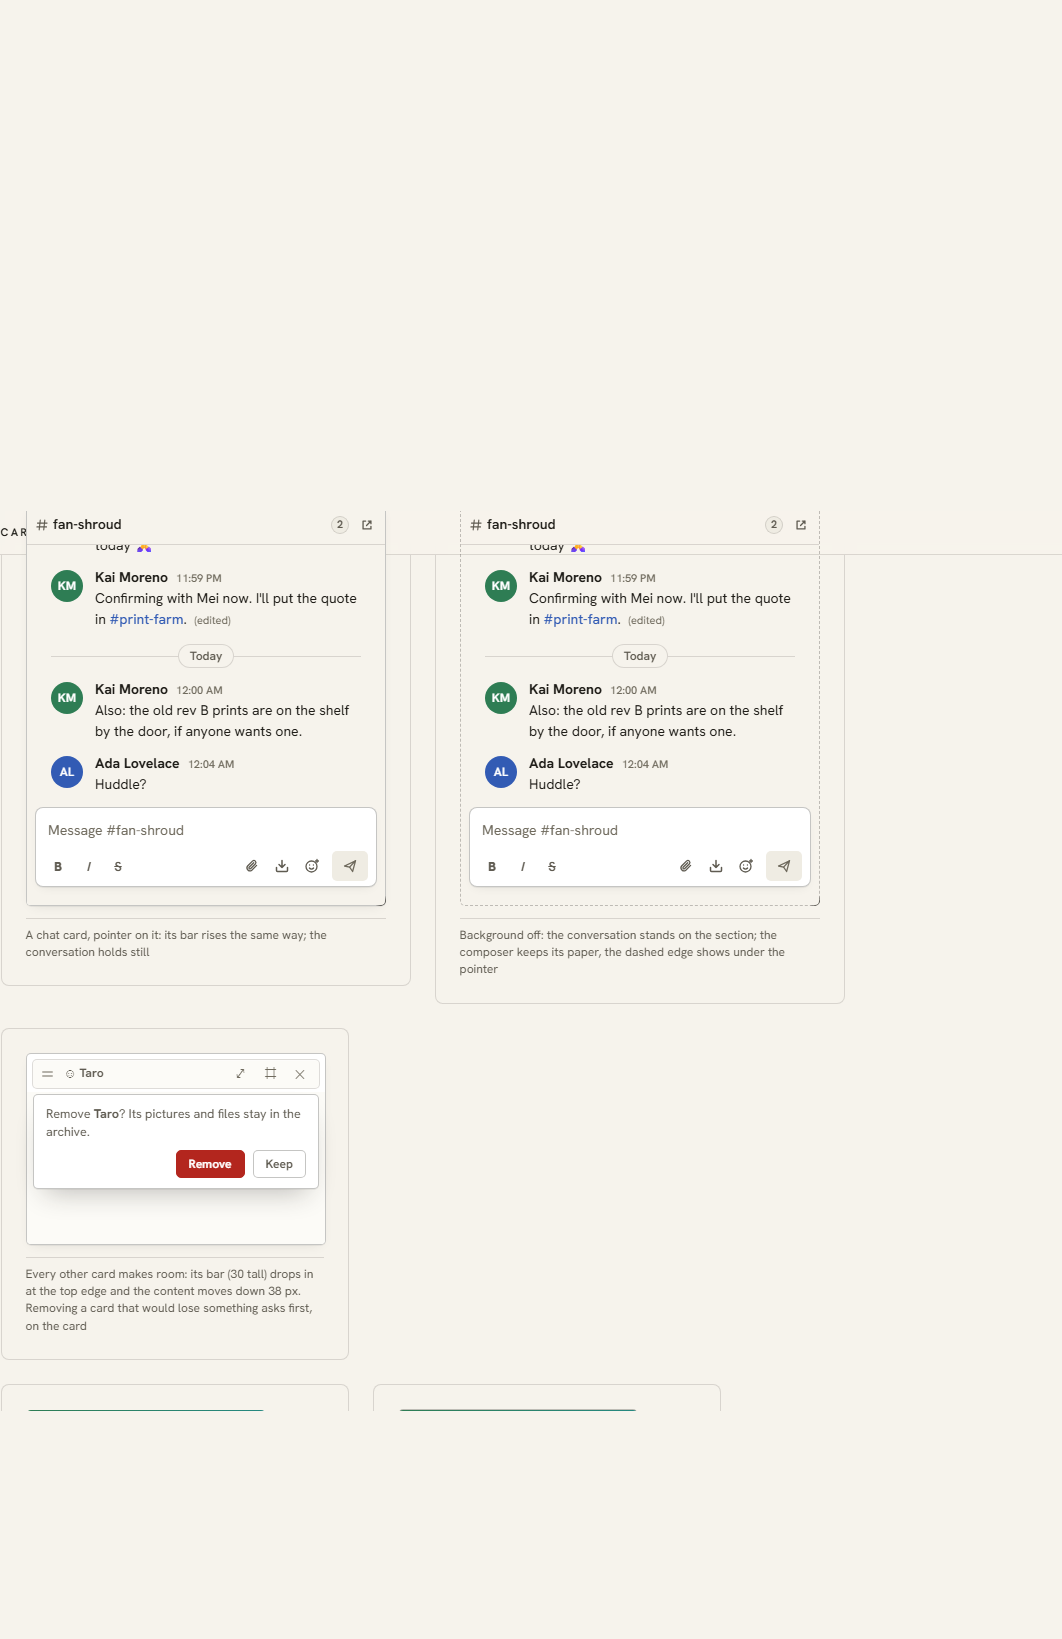 CAR
# fan-shroud 2
today
KM Kai Moreno 11:59 PM
Confirming with Mei now. I'll put the quote
in #print-farm. (edited)
Today
KM Kai Moreno 12:00 AM
Also: the old rev B prints are on the shelf
by the door, if anyone wants one.
AL Ada Lovelace 12:04 AM
Huddle?
Message #fan-shroud
B I S
A chat card, pointer on it: its bar rises the same way; the
conversation holds still
# fan-shroud 2
today
KM Kai Moreno 11:59 PM
Confirming with Mei now. I'll put the quote
in #print-farm. (edited)
Today
KM Kai Moreno 12:00 AM
Also: the old rev B prints are on the shelf
by the door, if anyone wants one.
AL Ada Lovelace 12:04 AM
Huddle?
Message #fan-shroud
B I S
Background off: the conversation stands on the section; the
composer keeps its paper, the dashed edge shows under the
pointer
Taro
Remove Taro? Its pictures and files stay in the
archive.
Remove Keep
Every other card makes room: its bar (30 tall) drops in
at the top edge and the content moves down 38 px.
Removing a card that would lose something asks first,
on the card